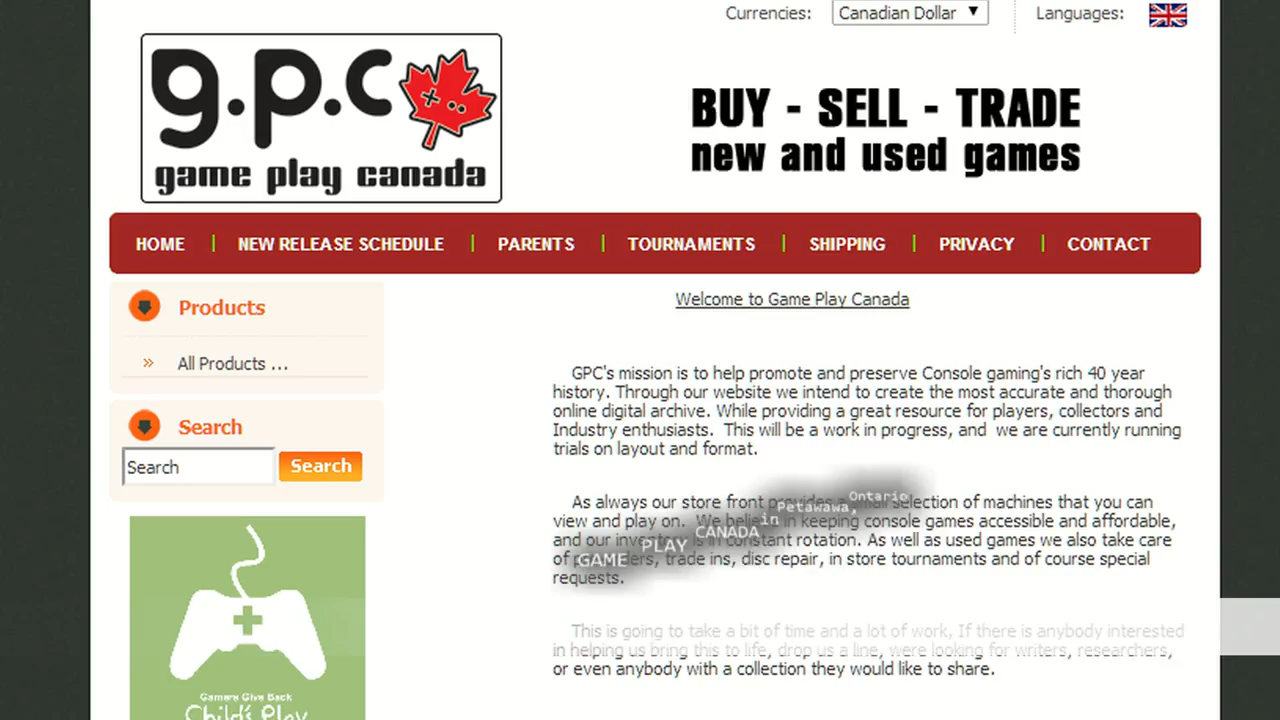 Currencies: Canadian Dollar Languages:
g.p.c
game play canada
BUY - SELL - TRADE
new and used games
HOME NEW RELEASE SCHEDULE PARENTS TOURNAMENTS SHIPPING PRIVACY CONTACT
Products
All Products ...
Search
Search Search
Gamers Give Back
Child's Play
Welcome to Game Play Canada
GPC's mission is to help promote and preserve Console gaming's rich 40 year
history. Through our website we intend to create the most accurate and thorough
online digital archive. While providing a great resource for players, collectors and
Industry enthusiasts. This will be a work in progress, and we are currently running
trials on layout and format.
As always our store front provides a small selection of machines that you can
view and play on. We believe in keeping console games accessible and affordable,
and our inventory is in constant rotation. As well as used games we also take care
of trade ins, disc repair, in store tournaments and of course special
requests.
GAME PLAY CANADA in Petawawa, Ontario
This is going to take a bit of time and a lot of work, If there is anybody interested
in helping us bring this to life, drop us a line, were looking for writers, researchers,
or even anybody with a collection they would like to share.